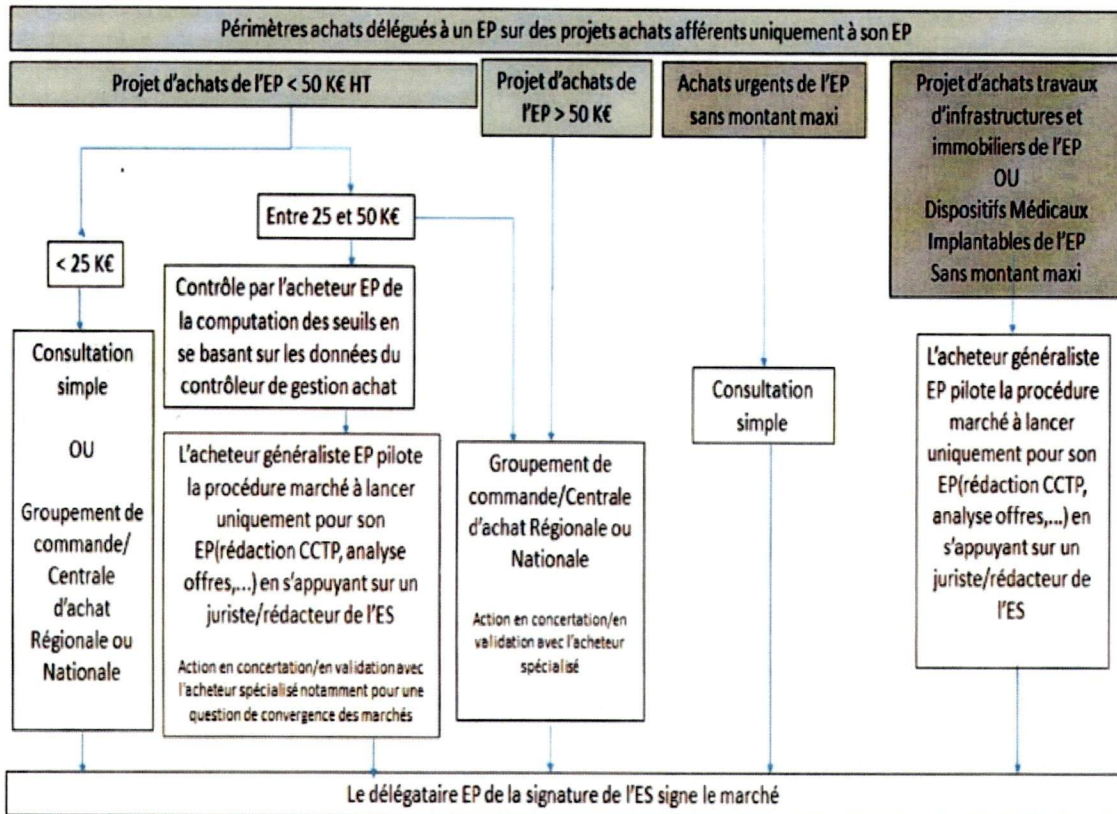 Périmètres achats délégués à un EP sur des projets achats afférents uniquement à son EP
Projet d'achats de l'EP < 50 K€ HT
Projet d'achats de
l'EP > 50 K€
Achats urgents de l'EP
sans montant maxi
Projet d'achats travaux
d'infrastructures et
immobiliers de l'EP
OU
Dispositifs Médicaux
Implantables de l'EP
Sans montant maxi
< 25 K€
Entre 25 et 50 K€
Consultation
simple
OU
Groupement de
commande/
Centrale
d'achat
Régionale ou
Nationale
Contrôle par l'acheteur EP de
la computation des seuils en
se basant sur les données du
contrôleur de gestion achat
L'acheteur généraliste EP pilote
la procédure marché à lancer
uniquement pour son
EP(rédaction CCTP, analyse
offres,...) en s'appuyant sur un
juriste/rédacteur de l'ES
Action en concertation/en validation avec
l'acheteur spécialisé notamment pour une
question de convergence des marchés
Groupement de
commande/Centrale
d'achat Régionale ou
Nationale
Action en concertation/en
validation avec l'acheteur
spécialisé
Consultation
simple
L'acheteur généraliste
EP pilote la procédure
marché à lancer
uniquement pour son
EP(rédaction CCTP,
analyse offres,...) en
s'appuyant sur un
juriste/rédacteur de
l'ES
Le délégataire EP de la signature de l'ES signe le marché